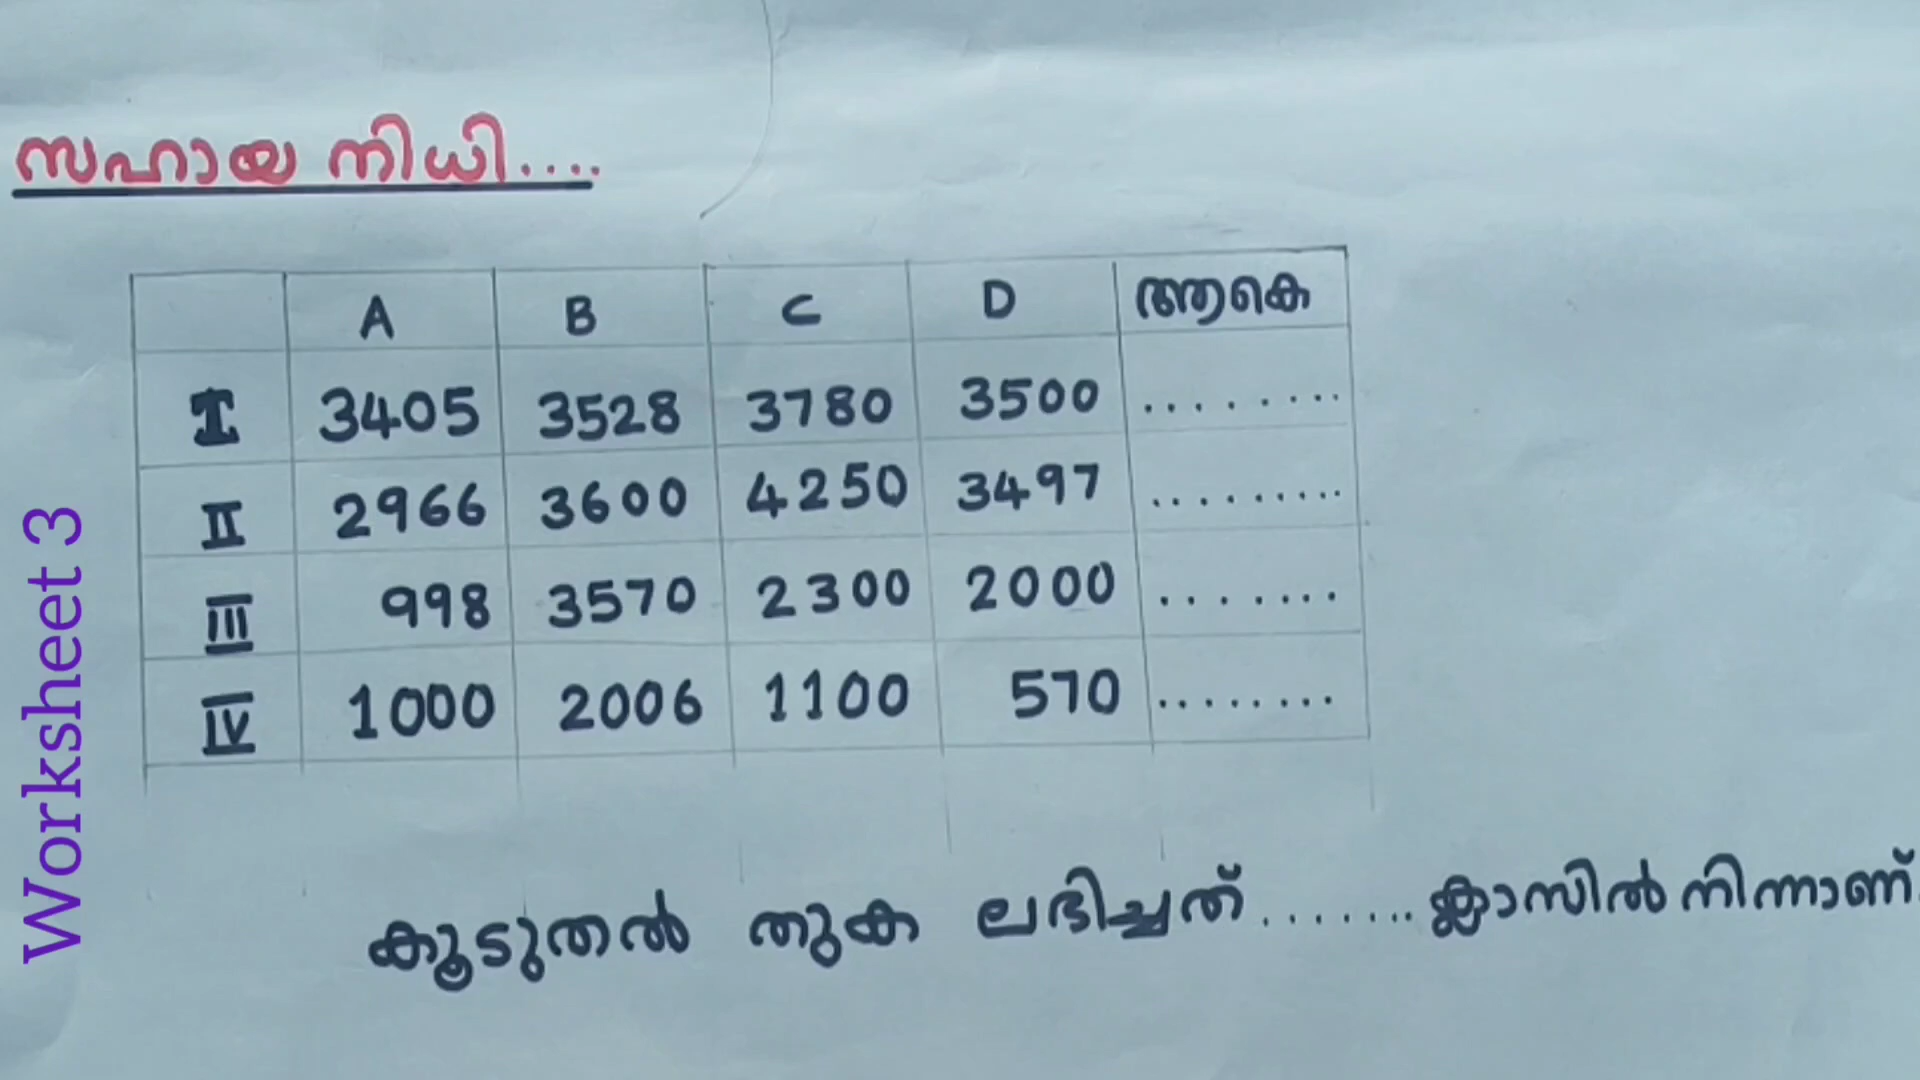 സഹായ നിധി....
A B C D ആകെ
I 3405 3528 3780 3500 ........
II 2966 3600 4250 3497 .........
III 998 3570 2300 2000 .......
IV 1000 2006 1100 570 ........
കൂടുതൽ തുക ലഭിച്ചത്.......ക്ലാസിൽ നിന്നാണ്.
Worksheet 3